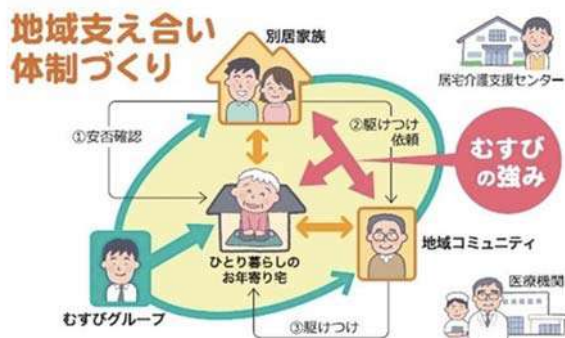 地域支え合い
体制づくり
別居家族
居宅介護支援センター
①安否確認
②駆けつけ
依頼
むすび
の強み
ひとり暮らしの
お年寄り宅
地域コミュニティ
むすびグループ
医療機関
③駆けつけ